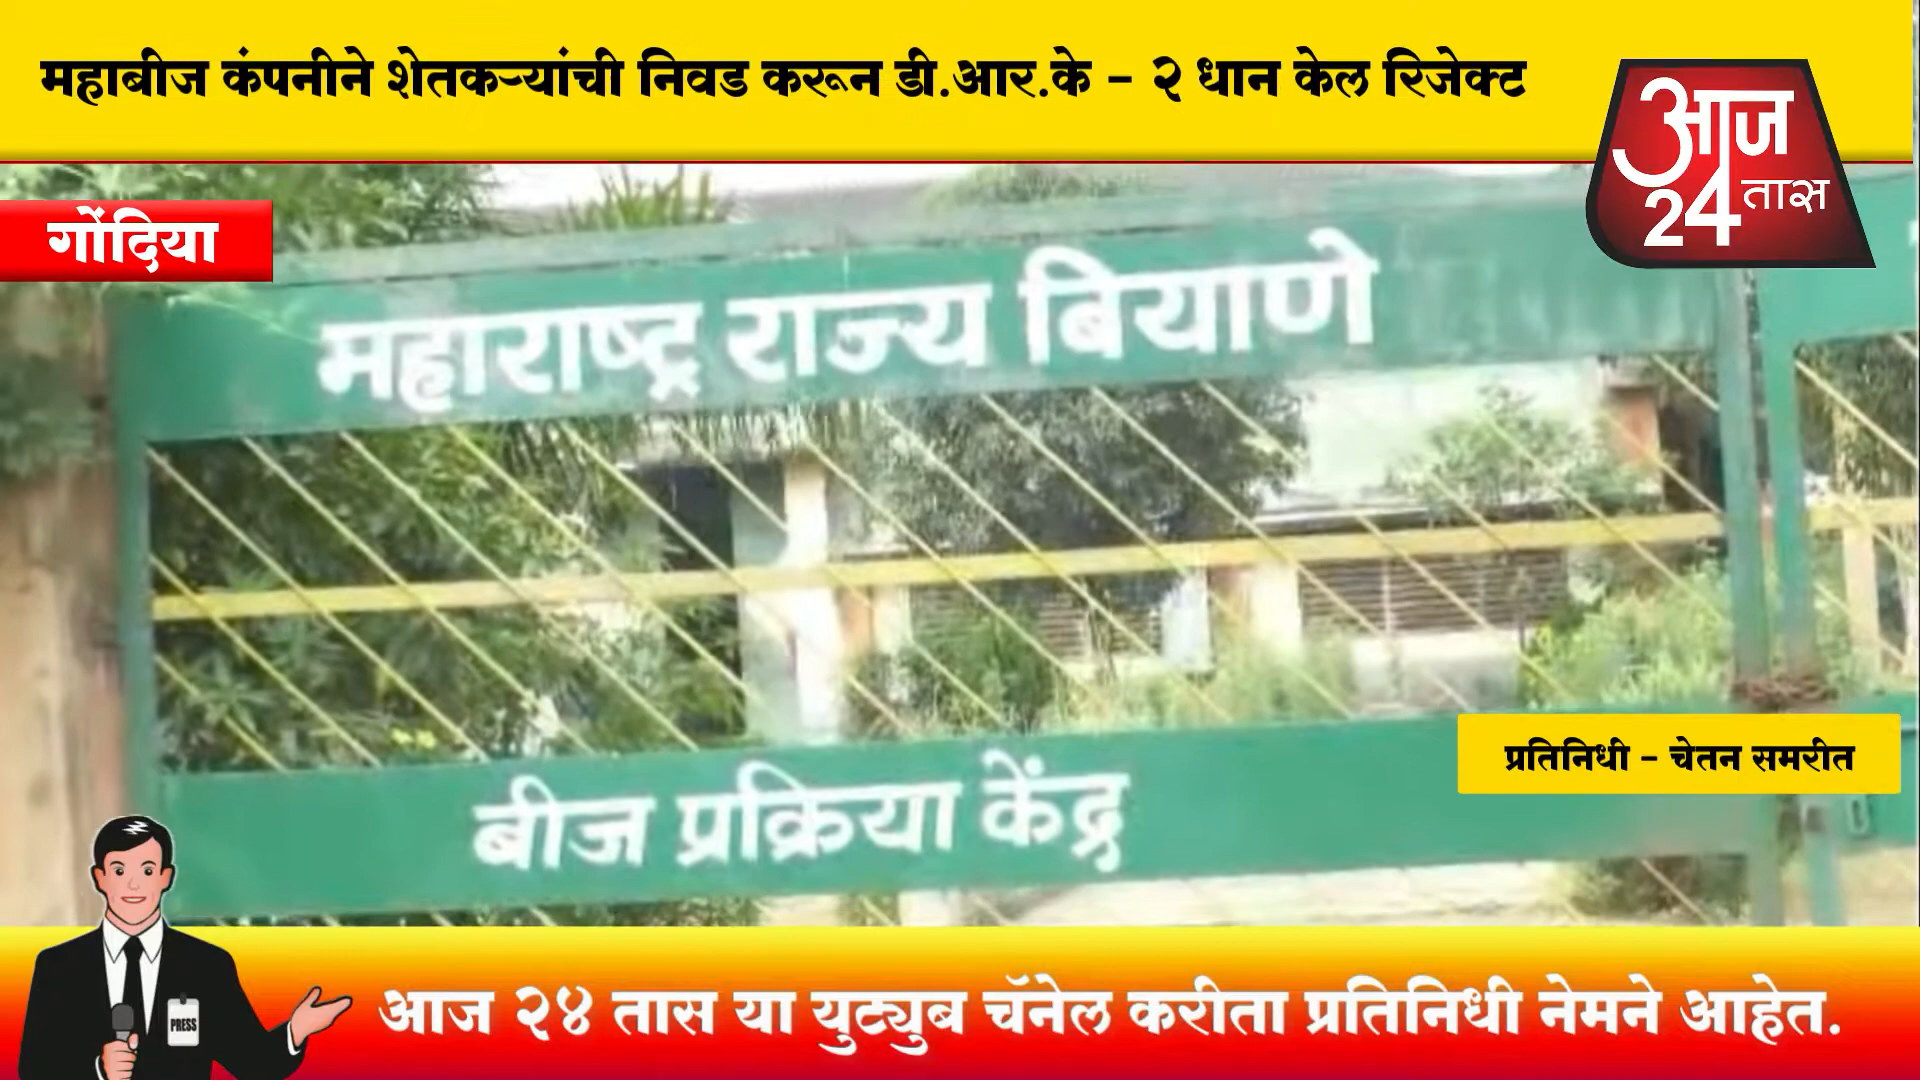 महाबीज कंपनीने शेतकऱ्यांची निवड करून डी.आर.के - २ धान केल रिजेक्ट
आज
24 तास
गोंदिया
महाराष्ट्र राज्य बियाणे
प्रतिनिधी - चेतन समरीत
बीज प्रक्रिया केंद्र
PRESS
आज २४ तास या युट्युब चॅनेल करीता प्रतिनिधी नेमने आहेत.